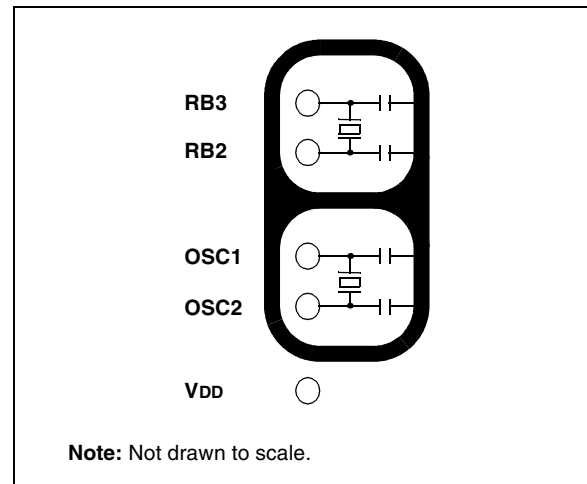 RB3
RB2
OSC1
OSC2
VDD
Note: Not drawn to scale.